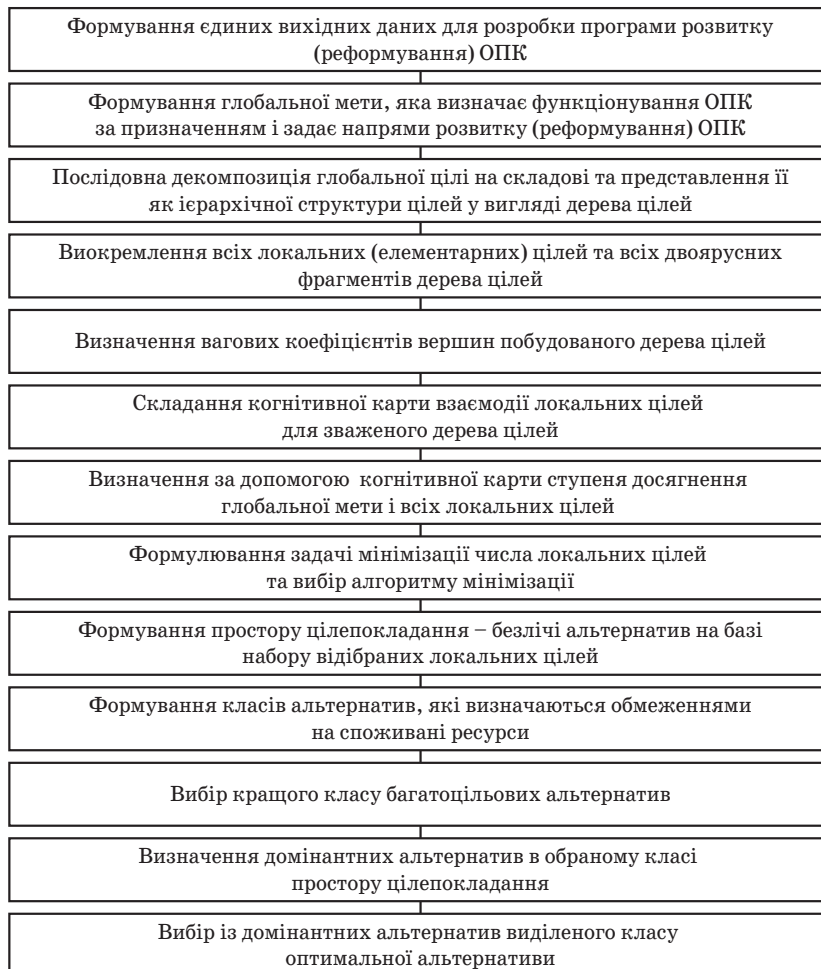 Формування єдиних вихідних даних для розробки програми розвитку
(реформування) ОПК
Формування глобальної мети, яка визначає функціонування ОПК
за призначенням і задає напрями розвитку (реформування) ОПК
Послідовна декомпозиція глобальної цілі на складові та представлення її
як ієрархічної структури цілей у вигляді дерева цілей
Виокремлення всіх локальних (елементарних) цілей та всіх двоярусних
фрагментів дерева цілей
Визначення вагових коефіцієнтів вершин побудованого дерева цілей
Складання когнітивної карти взаємодії локальних цілей
для зваженого дерева цілей
Визначення за допомогою когнітивної карти ступеня досягнення
глобальної мети і всіх локальних цілей
Формулювання задачі мінімізації числа локальних цілей
та вибір алгоритму мінімізації
Формування простору цілепокладання – безлічі альтернатив на базі
набору відібраних локальних цілей
Формування класів альтернатив, які визначаються обмеженнями
на споживані ресурси
Вибір кращого класу багатоцільових альтернатив
Визначення домінантних альтернатив в обраному класі
простору цілепокладання
Вибір із домінантних альтернатив виділеного класу
оптимальної альтернативи